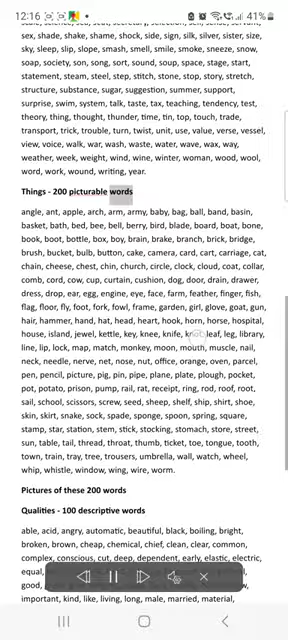 12:16
41%
sex, shade, shake, shame, shock, side, sign, silk, silver, sister, size,
sky, sleep, slip, slope, smash, smell, smile, smoke, sneeze, snow,
soap, society, son, song, sort, sound, soup, space, stage, start,
statement, steam, steel, step, stitch, stone, stop, story, stretch,
structure, substance, sugar, suggestion, summer, support,
surprise, swim, system, talk, taste, tax, teaching, tendency, test,
theory, thing, thought, thunder, time, tin, top, touch, trade,
transport, trick, trouble, turn, twist, unit, use, value, verse, vessel,
view, voice, walk, war, wash, waste, water, wave, wax, way,
weather, week, weight, wind, wine, winter, woman, wood, wool,
word, work, wound, writing, year.
Things - 200 picturable words
angle, ant, apple, arch, arm, army, baby, bag, ball, band, basin,
basket, bath, bed, bee, bell, berry, bird, blade, board, boat, bone,
book, boot, bottle, box, boy, brain, brake, branch, brick, bridge,
brush, bucket, bulb, button, cake, camera, card, cart, carriage, cat,
chain, cheese, chest, chin, church, circle, clock, cloud, coat, collar,
comb, cord, cow, cup, curtain, cushion, dog, door, drain, drawer,
dress, drop, ear, egg, engine, eye, face, farm, feather, finger, fish,
flag, floor, fly, foot, fork, fowl, frame, garden, girl, glove, goat, gun,
hair, hammer, hand, hat, head, heart, hook, horn, horse, hospital,
house, island, jewel, kettle, key, knee, knife, knot, leaf, leg, library,
line, lip, lock, map, match, monkey, moon, mouth, muscle, nail,
neck, needle, nerve, net, nose, nut, office, orange, oven, parcel,
pen, pencil, picture, pig, pin, pipe, plane, plate, plough, pocket,
pot, potato, prison, pump, rail, rat, receipt, ring, rod, roof, root,
sail, school, scissors, screw, seed, sheep, shelf, ship, shirt, shoe,
skin, skirt, snake, sock, spade, sponge, spoon, spring, square,
stamp, star, station, stem, stick, stocking, stomach, store, street,
sun, table, tail, thread, throat, thumb, ticket, toe, tongue, tooth,
town, train, tray, tree, trousers, umbrella, wall, watch, wheel,
whip, whistle, window, wing, wire, worm.
Pictures of these 200 words
Qualities - 100 descriptive words
able, acid, angry, automatic, beautiful, black, boiling, bright,
broken, brown, cheap, chemical, chief, clean, clear, common,
complex, conscious, cut, deep, dependent, early, elastic, electric,
equal,
good,
important, kind, like, living, long, male, married, material,